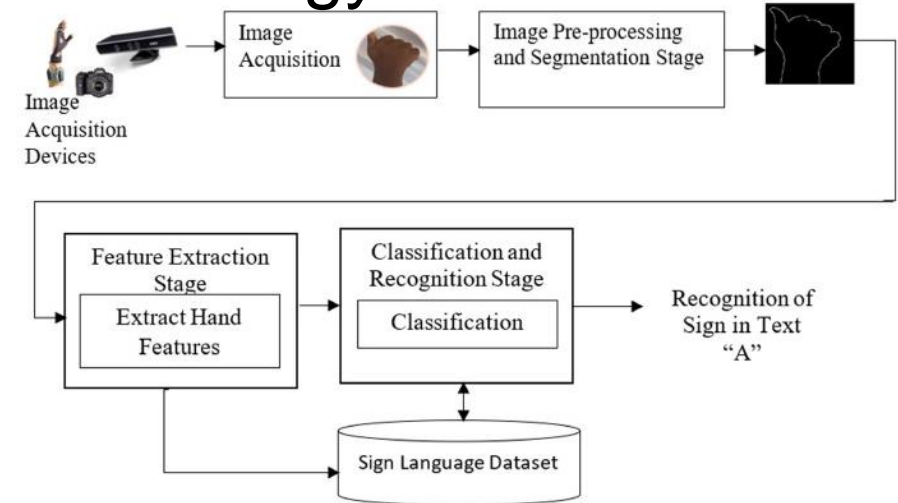 gy
Image
Acquisition
Image Pre-processing
and Segmentation Stage
Image
Acquisition
Devices
Feature Extraction
Stage
Extract Hand
Features
Classification and
Recognition Stage
Classification
Recognition of
Sign in Text
“A”
Sign Language Dataset